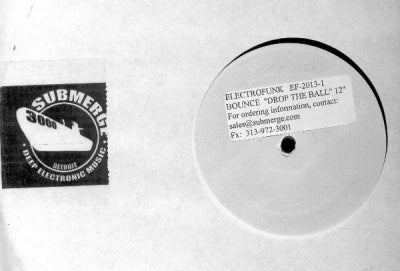 SUBMERGE
3000
DETROIT
• DEEP ELECTRONIC MUSIC •
ELECTROFUNK EF-2013-1
BOUNCE "DROP THE BALL" 12"
For ordering information, contact:
sales@submerge.com
Fx: 313-972-3001